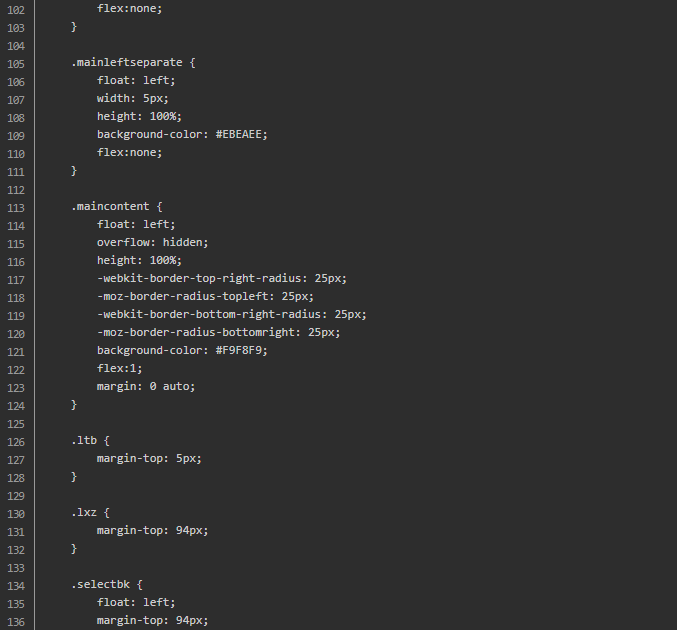 102 flex:none;
103 }
104
105 .mainleftseparate {
106 float: left;
107 width: 5px;
108 height: 100%;
109 background-color: #EBEAEE;
110 flex:none;
111 }
112
113 .maincontent {
114 float: left;
115 overflow: hidden;
116 height: 100%;
117 -webkit-border-top-right-radius: 25px;
118 -moz-border-radius-topleft: 25px;
119 -webkit-border-bottom-right-radius: 25px;
120 -moz-border-radius-bottomright: 25px;
121 background-color: #F9F8F9;
122 flex:1;
123 margin: 0 auto;
124 }
125
126 .ltb {
127 margin-top: 5px;
128 }
129
130 .lxz {
131 margin-top: 94px;
132 }
133
134 .selectbk {
135 float: left;
136 margin-top: 94px;